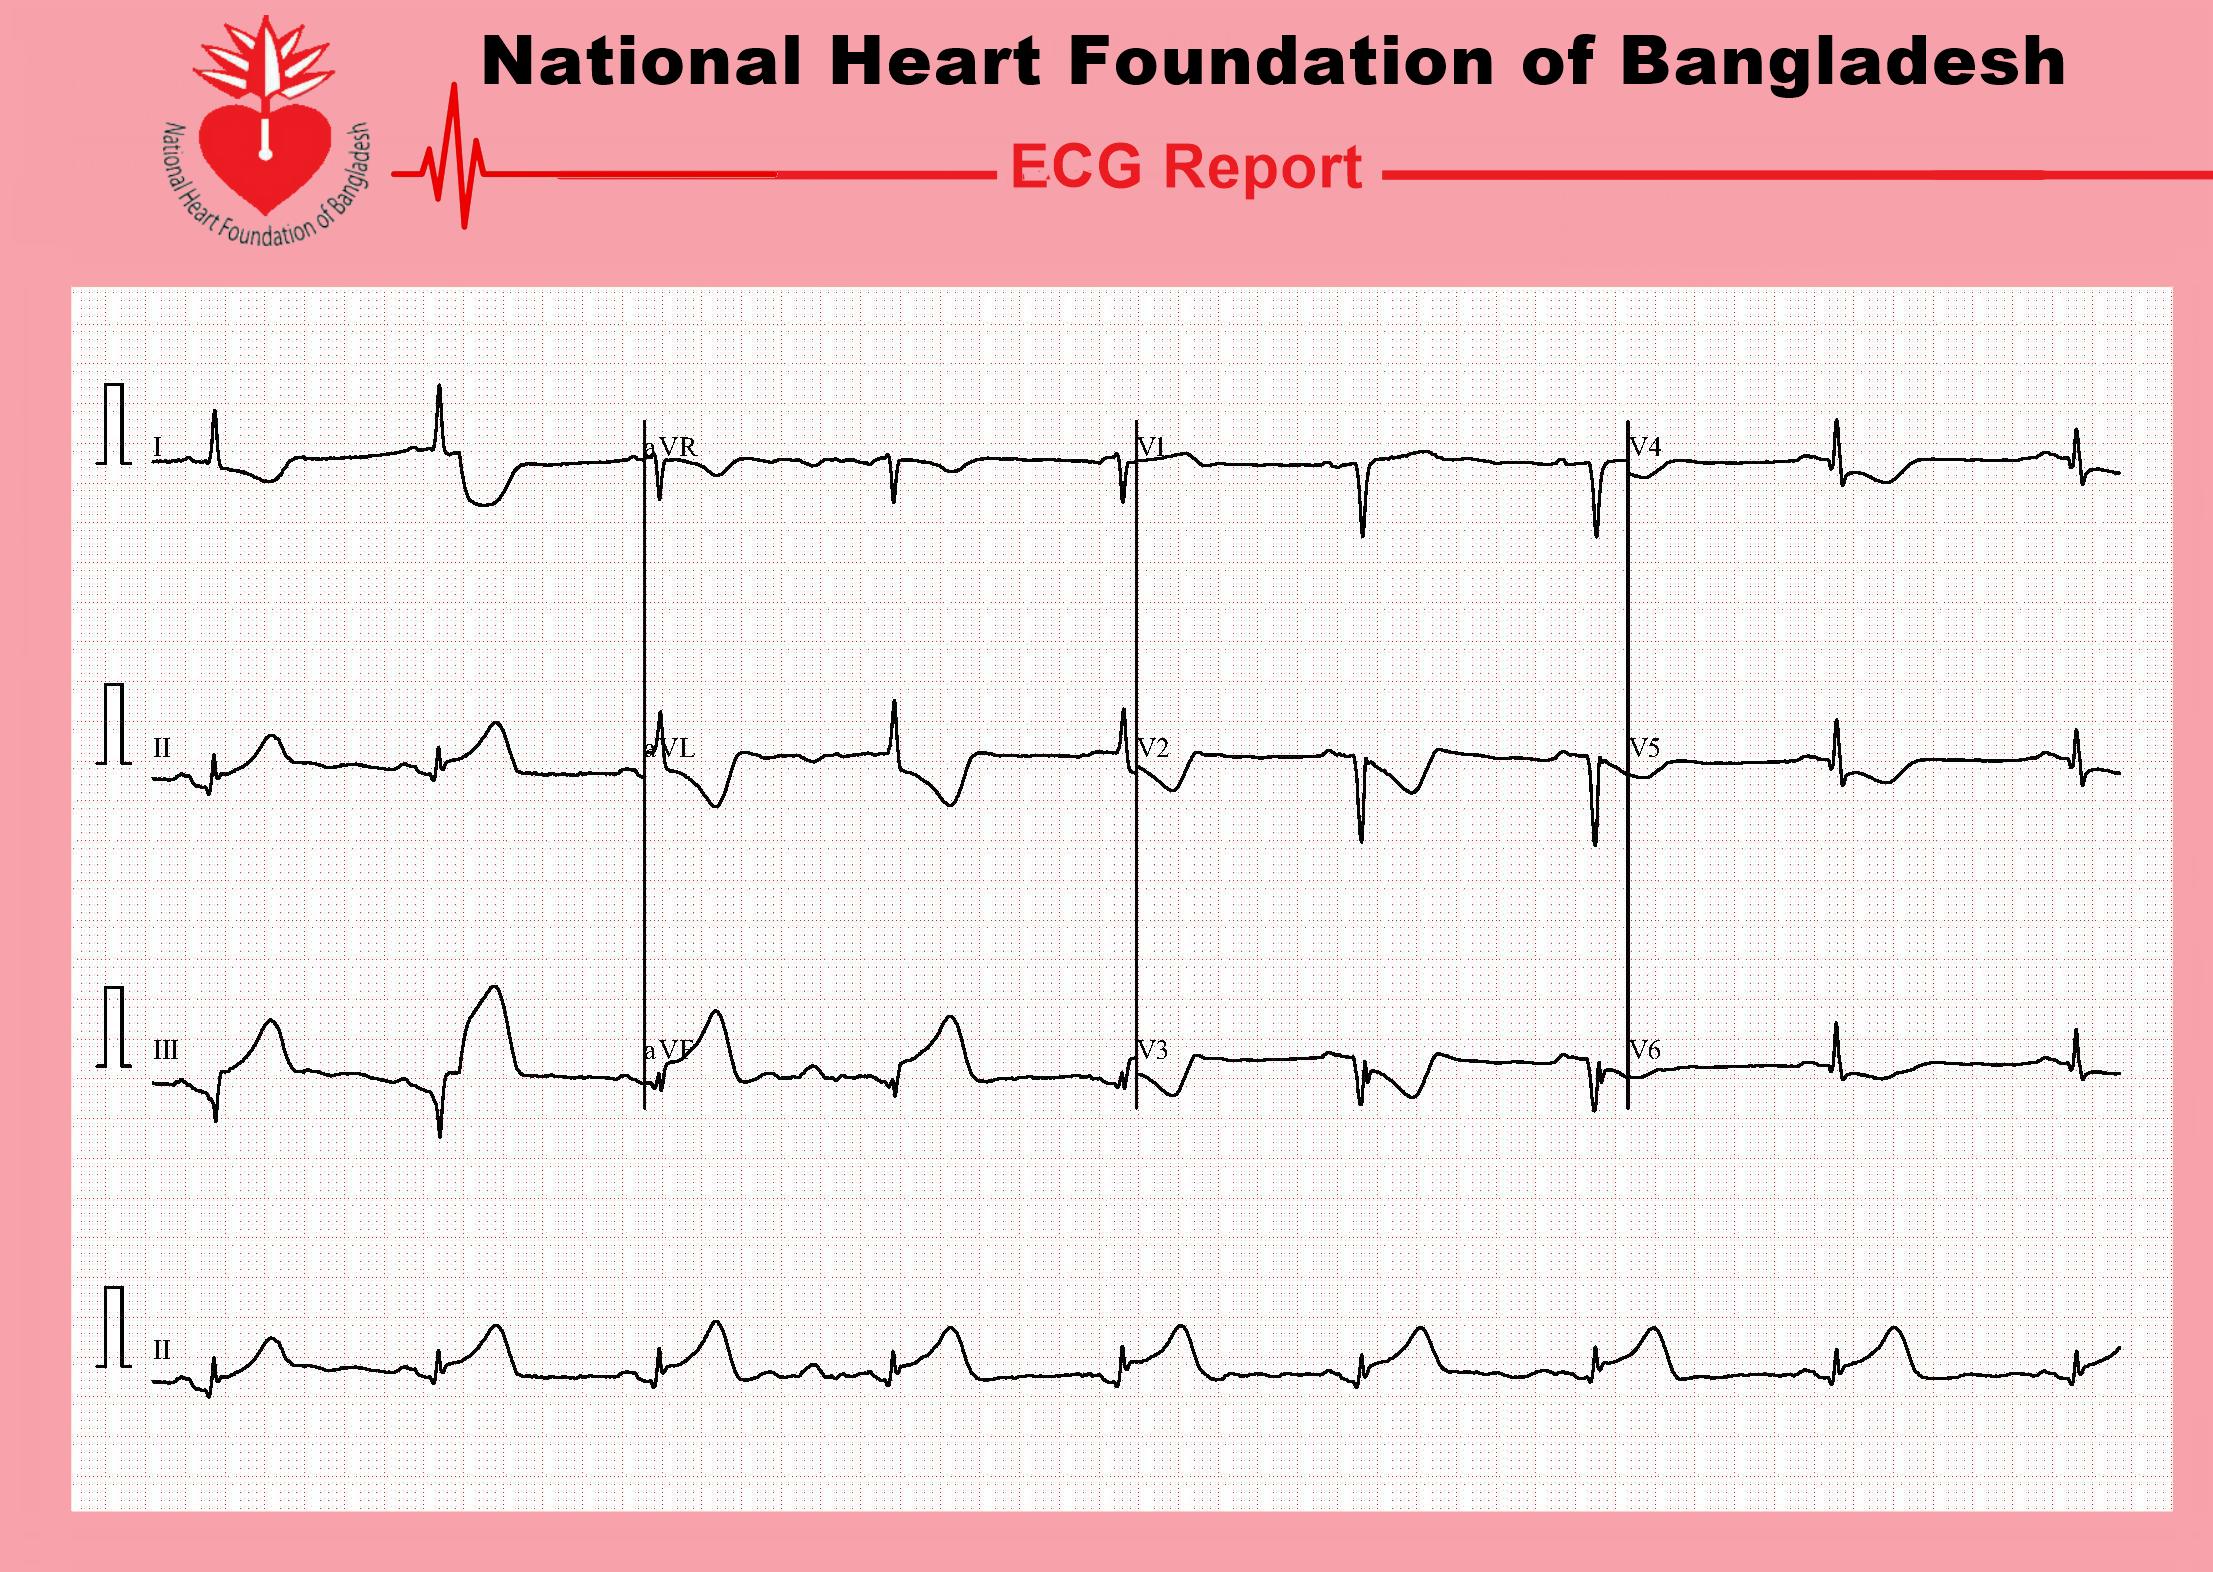 National Heart Foundation of Bangladesh
National Heart Foundation of Bangladesh
ECG Report
I
aVR
V1
V4
II
aVL
V2
V5
III
aVF
V3
V6
II